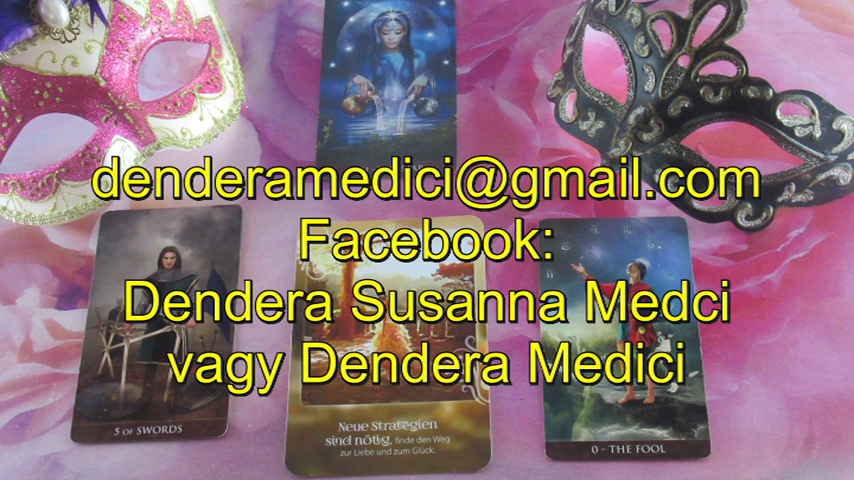 denderamedici@gmail.com
Facebook:
Dendera Susanna Medci
vagy Dendera Medici
5 OF SWORDS
Neue Strategien
sind nötig, finde den Weg
zur Liebe und zum Glück.
0 - THE FOOL